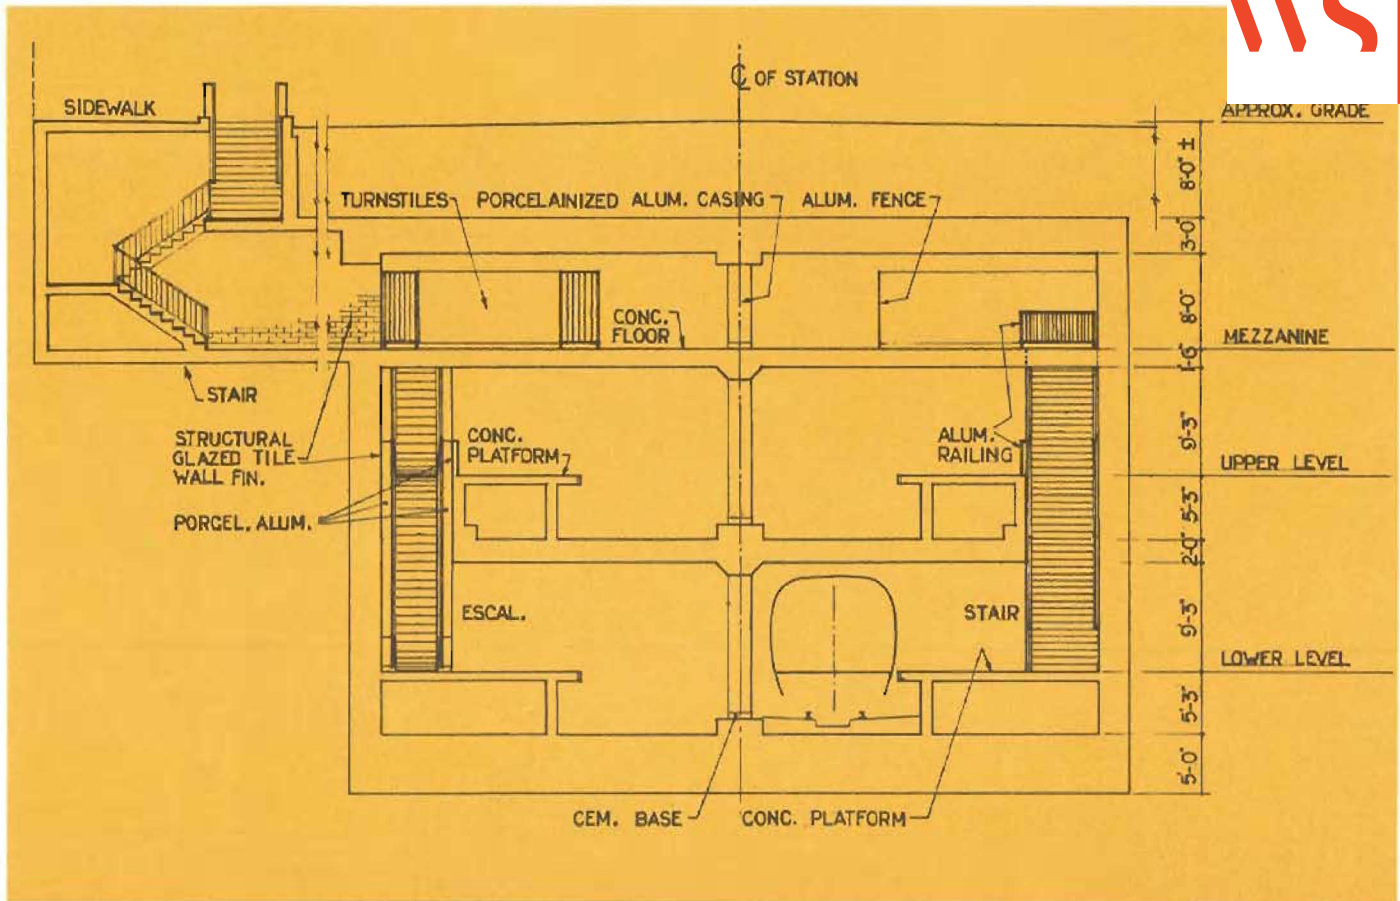 WS
℄ OF STATION
SIDEWALK
APPROX. GRADE
8'-0" ±
TURNSTILES
PORCELAINIZED ALUM. CASING
ALUM. FENCE
3'-0"
CONC.
FLOOR
8'-0"
MEZZANINE
1'-6"
STAIR
STRUCTURAL
GLAZED TILE
WALL FIN.
CONC.
PLATFORM
ALUM.
RAILING
9'-3"
UPPER LEVEL
PORCEL. ALUM.
5'-3"
2'-0"
ESCAL.
STAIR
9'-3"
LOWER LEVEL
5'-3"
5'-0"
CEM. BASE
CONC. PLATFORM